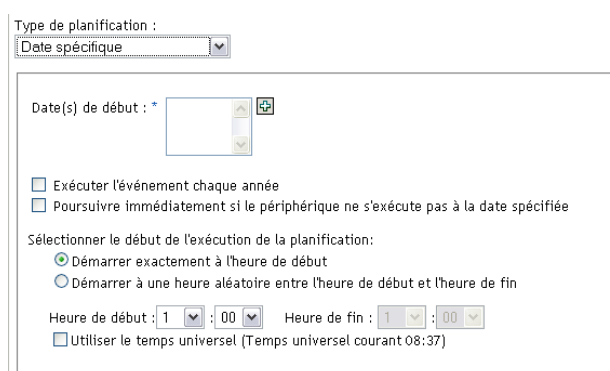 Type de planification :
Date spécifique
Date(s) de début : *
Exécuter l'événement chaque année
Poursuivre immédiatement si le périphérique ne s'exécute pas à la date spécifiée
Sélectionner le début de l'exécution de la planification:
Démarrer exactement à l'heure de début
Démarrer à une heure aléatoire entre l'heure de début et l'heure de fin
Heure de début : 1 : 00 Heure de fin : 1 : 00
Utiliser le temps universel (Temps universel courant 08:37)